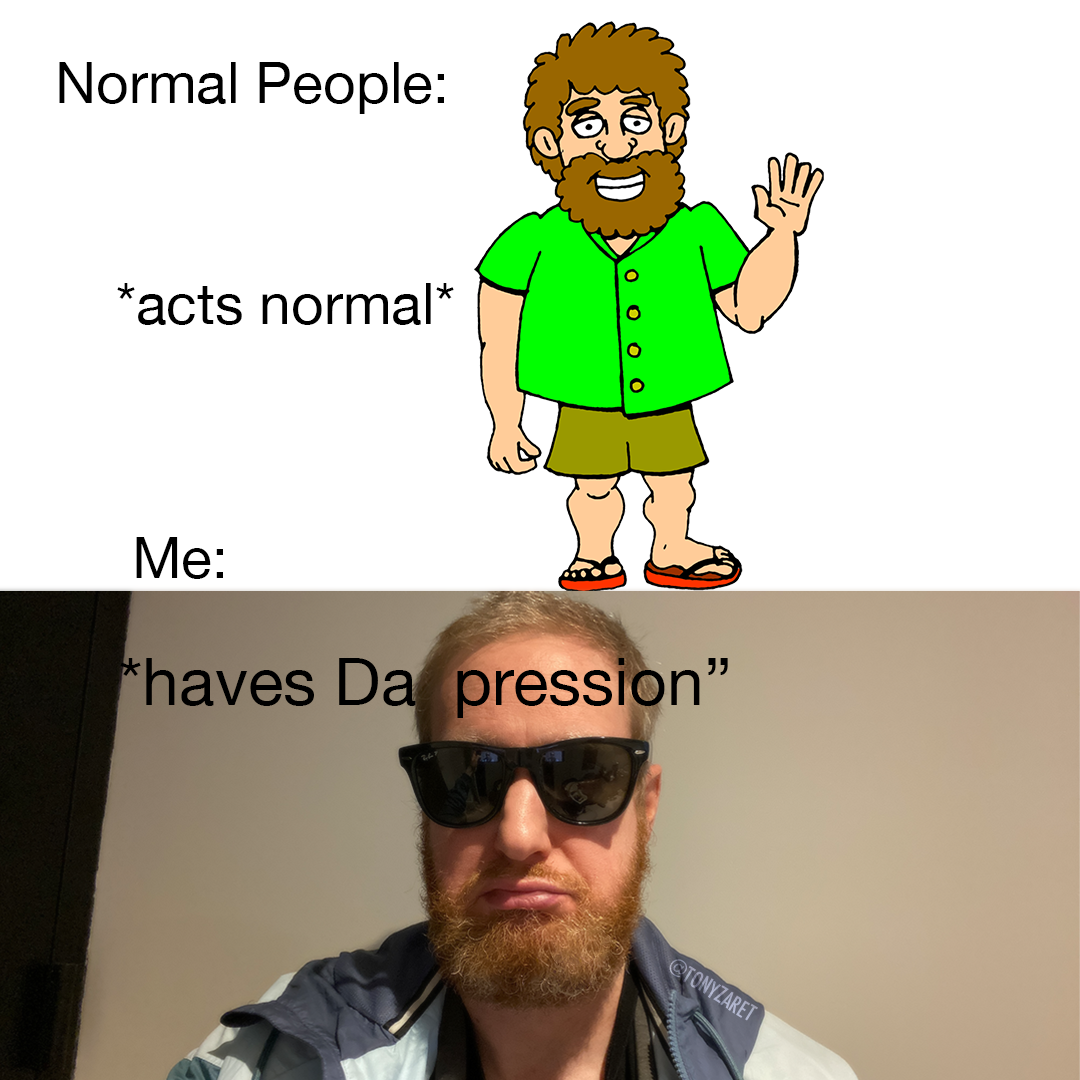 Normal People:
*acts normal*
Me:
*haves Da pression”
@TONYZARET